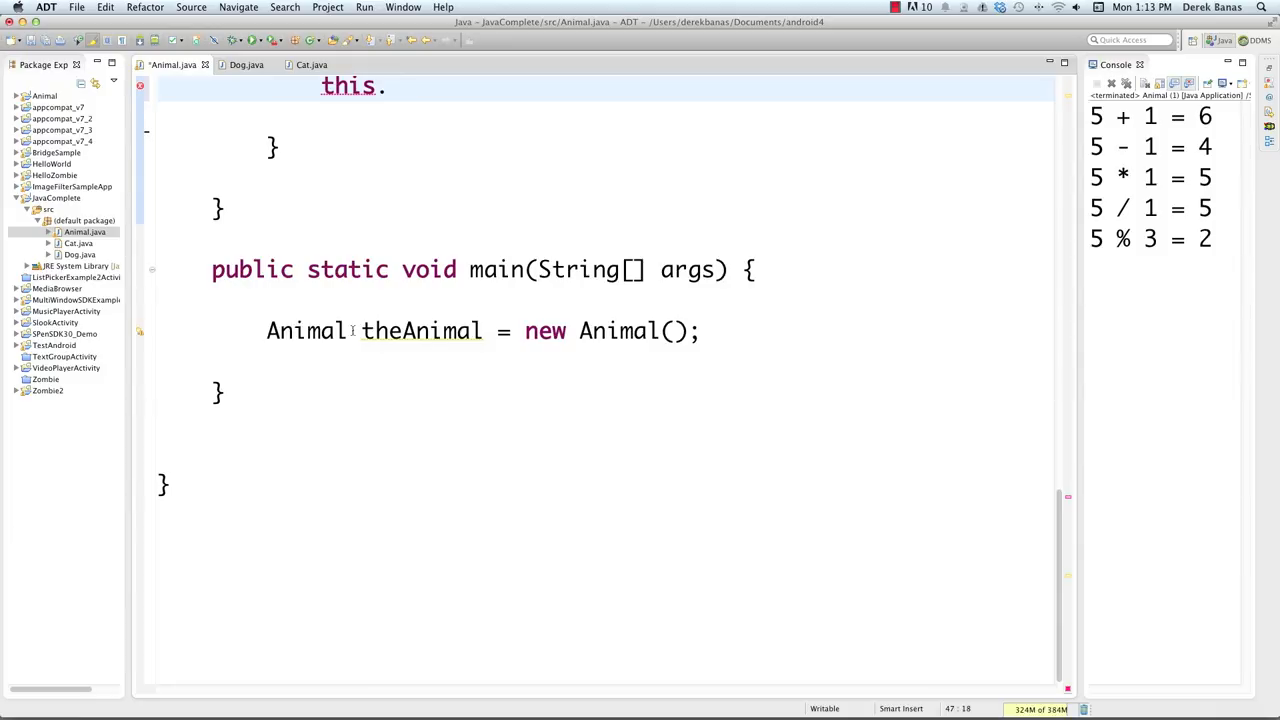 ADT File Edit Refactor Source Navigate Search Project Run Window Help 10 Mon 1:13 PM Derek Banas
Java – JavaComplete/src/Animal.java – ADT – /Users/derekbanas/Documents/android4
Quick Access Java DDMS
Package Exp
Animal
appcompat_v7
appcompat_v7_2
appcompat_v7_3
appcompat_v7_4
BridgeSample
HelloWorld
HelloZombie
ImageFilterSampleApp
JavaComplete
src
(default package)
Animal.java
Cat.java
Dog.java
JRE System Library [Ja
ListPickerExample2Activi
MediaBrowser
MultiWindowSDKExample
MusicPlayerActivity
SlookActivity
SPenSDK30_Demo
TestAndroid
TextGroupActivity
VideoPlayerActivity
Zombie
Zombie2
*Animal.java Dog.java Cat.java
this.
}
}
public static void main(String[] args) {
Animal theAnimal = new Animal();
}
}
Console
<terminated> Animal (1) [Java Application] /S
5 + 1 = 6
5 - 1 = 4
5 * 1 = 5
5 / 1 = 5
5 % 3 = 2
Writable Smart Insert 47 : 18 324M of 384M